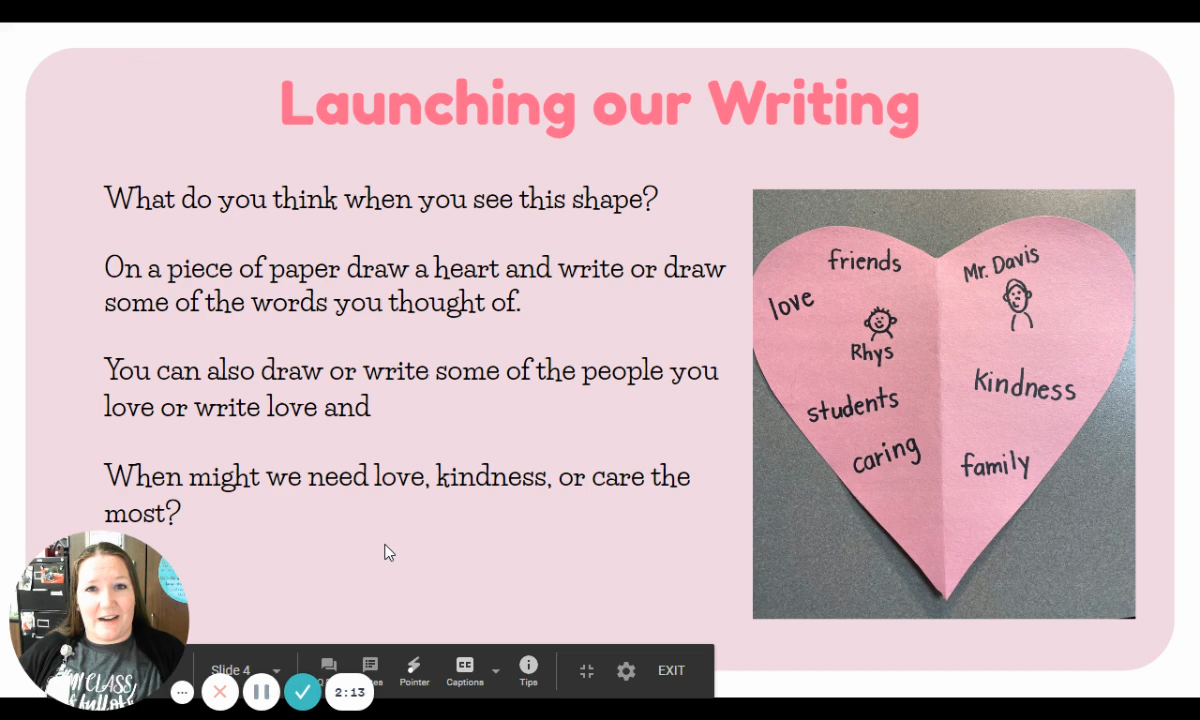 Launching our Writing
What do you think when you see this shape?
On a piece of paper draw a heart and write or draw
some of the words you thought of.
You can also draw or write some of the people you
love or write love and
When might we need love, kindness, or care the
most?
friends
Mr. Davis
love
Rhys
students
kindness
caring
family
CLASS
Slide 4
Pointer
Captions
Tips
EXIT
2:13